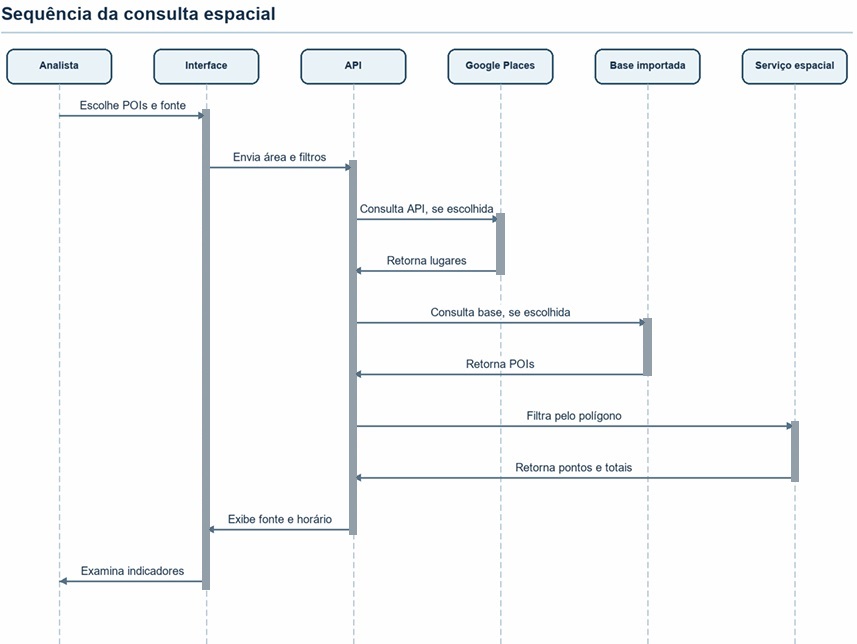 Sequência da consulta espacial
Analista
Interface
API
Google Places
Base importada
Serviço espacial
Escolhe POIs e fonte
Envia área e filtros
Consulta API, se escolhida
Retorna lugares
Consulta base, se escolhida
Retorna POIs
Filtra pelo polígono
Retorna pontos e totais
Exibe fonte e horário
Examina indicadores